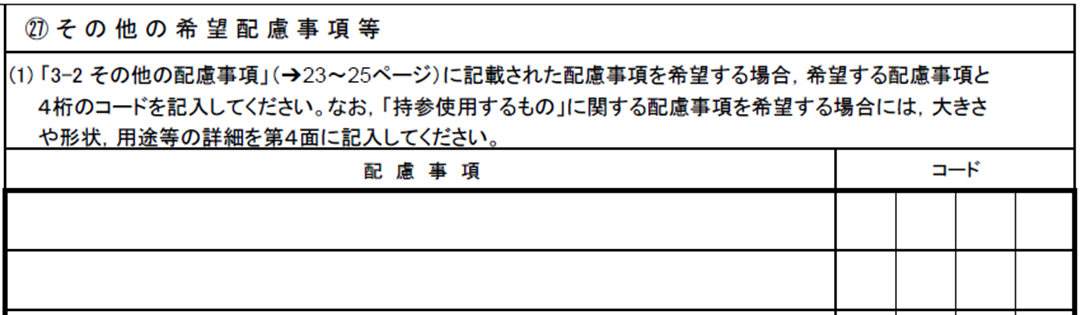 ㉗ その他の希望配慮事項等
(1) 「3-2 その他の配慮事項」(➔23～25ページ)に記載された配慮事項を希望する場合，希望する配慮事項と
４桁のコードを記入してください。なお，「持参使用するもの」に関する配慮事項を希望する場合には，大きさ
や形状，用途等の詳細を第４面に記入してください。
配慮事項 コード